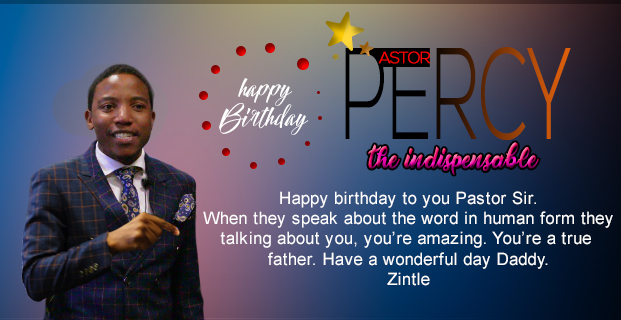 happy
Birthday
PASTOR
PERCY
the indispensable
Happy birthday to you Pastor Sir.
When they speak about the word in human form they
talking about you, you're amazing. You're a true
father. Have a wonderful day Daddy.
Zintle